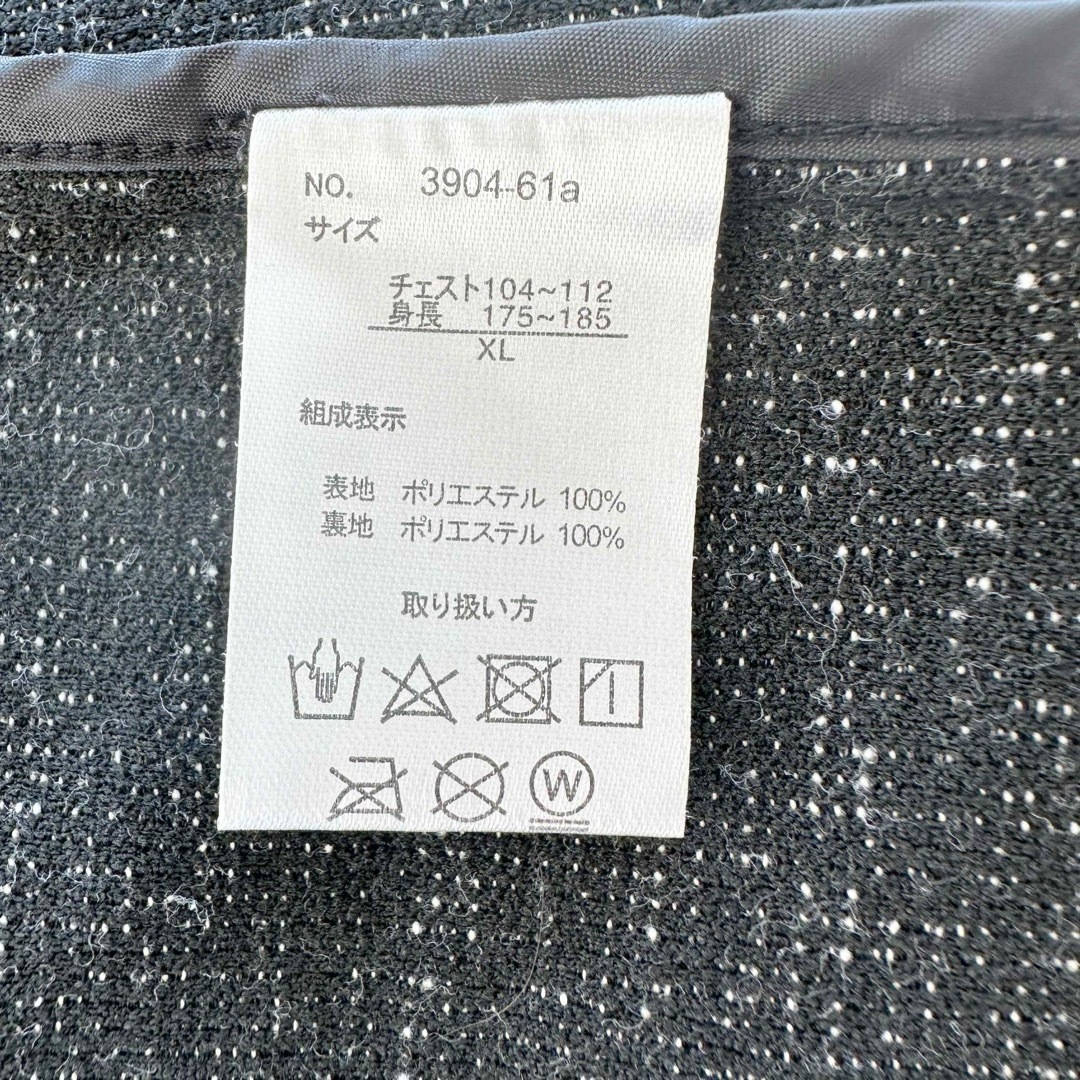 NO. 3904-61a
サイズ
チェスト104~112
身長 175~185
XL
組成表示
表地 ポリエステル 100%
裏地 ポリエステル 100%
取り扱い方
W